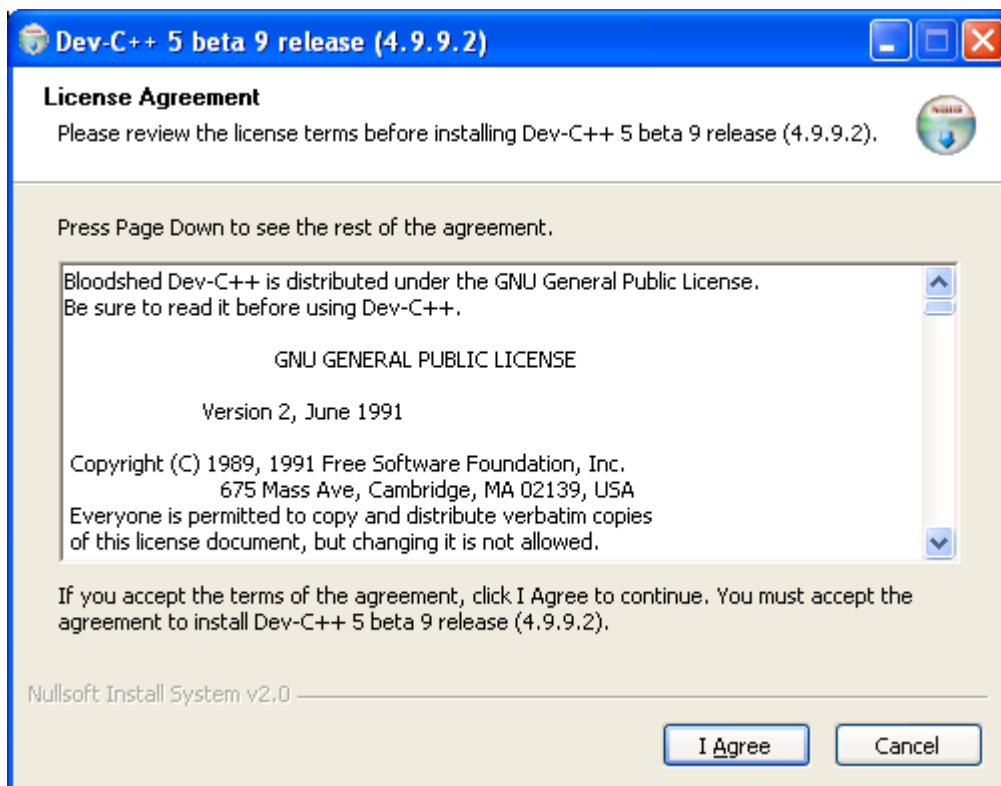 Dev-C++ 5 beta 9 release (4.9.9.2)
License Agreement
Please review the license terms before installing Dev-C++ 5 beta 9 release (4.9.9.2).
Press Page Down to see the rest of the agreement.
Bloodshed Dev-C++ is distributed under the GNU General Public License.
Be sure to read it before using Dev-C++.
GNU GENERAL PUBLIC LICENSE
Version 2, June 1991
Copyright (C) 1989, 1991 Free Software Foundation, Inc.
675 Mass Ave, Cambridge, MA 02139, USA
Everyone is permitted to copy and distribute verbatim copies
of this license document, but changing it is not allowed.
If you accept the terms of the agreement, click I Agree to continue. You must accept the
agreement to install Dev-C++ 5 beta 9 release (4.9.9.2).
Nullsoft Install System v2.0
I Agree
Cancel